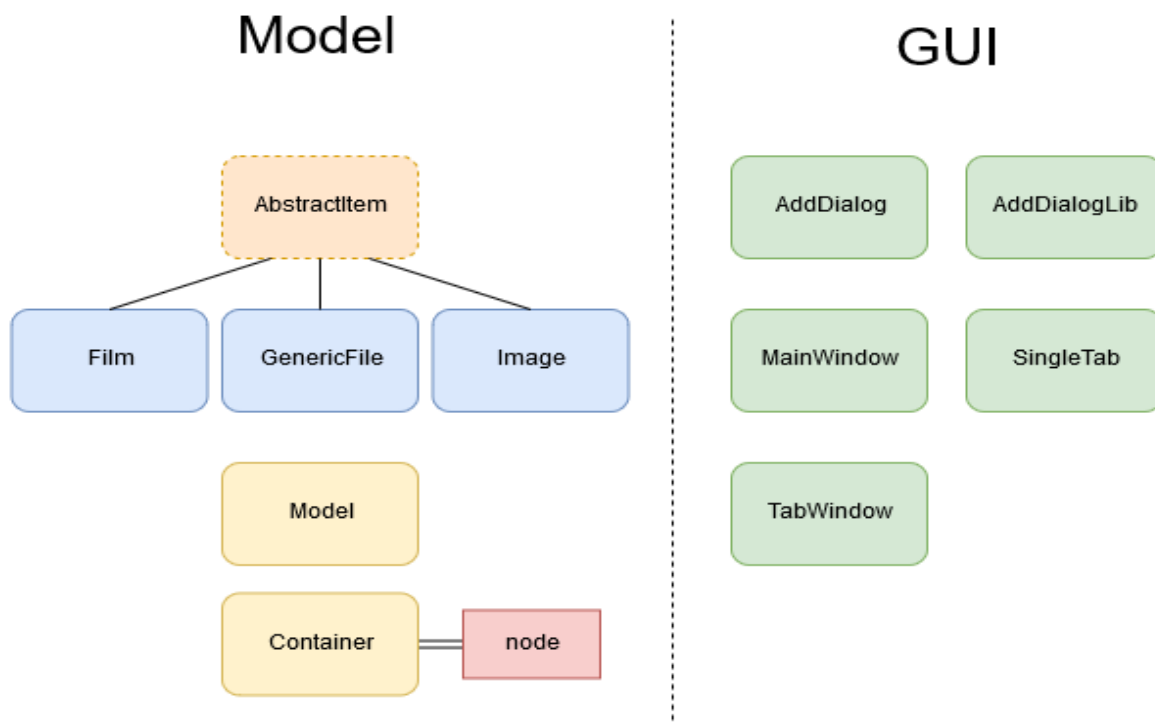 Model
GUI
AbstractItem
AddDialog
AddDialogLib
Film
GenericFile
Image
MainWindow
SingleTab
Model
TabWindow
Container
node